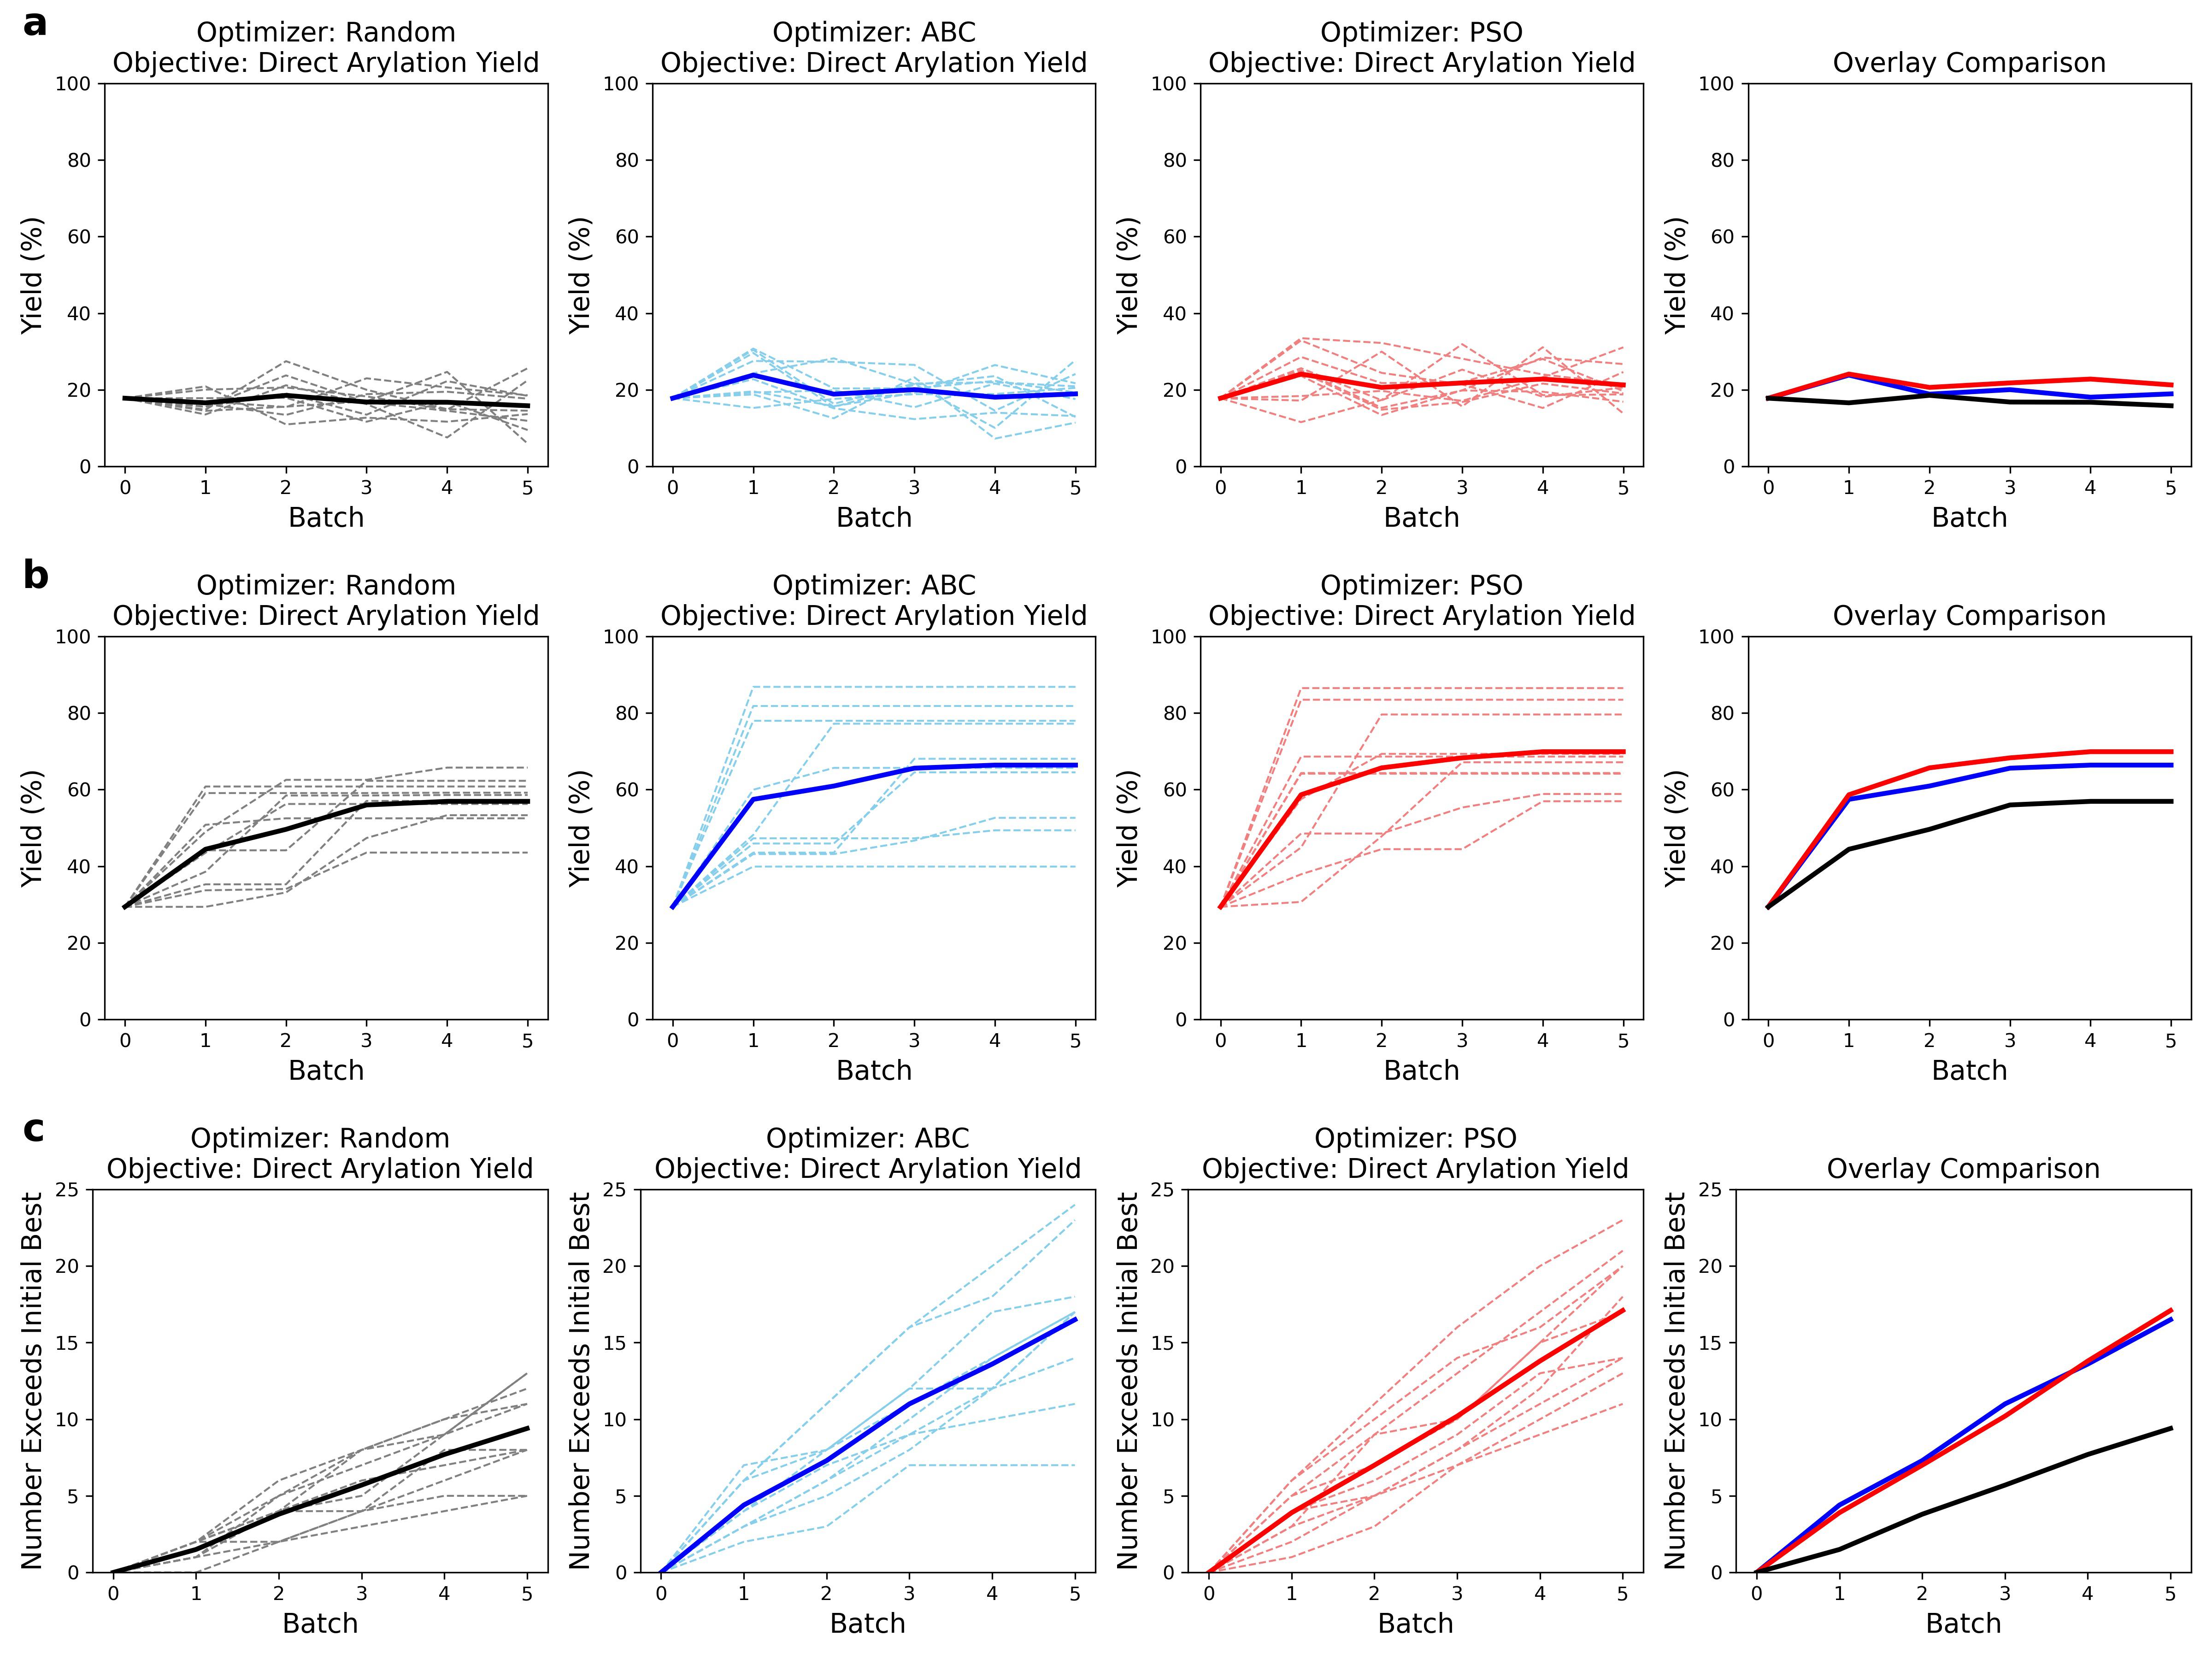 a
Optimizer: Random
Objective: Direct Arylation Yield
Yield (%)
100
80
60
40
20
0
0 1 2 3 4 5
Batch
Optimizer: ABC
Objective: Direct Arylation Yield
Yield (%)
100
80
60
40
20
0
0 1 2 3 4 5
Batch
Optimizer: PSO
Objective: Direct Arylation Yield
Yield (%)
100
80
60
40
20
0
0 1 2 3 4 5
Batch
Overlay Comparison
Yield (%)
100
80
60
40
20
0
0 1 2 3 4 5
Batch
b
Optimizer: Random
Objective: Direct Arylation Yield
Yield (%)
100
80
60
40
20
0
0 1 2 3 4 5
Batch
Optimizer: ABC
Objective: Direct Arylation Yield
Yield (%)
100
80
60
40
20
0
0 1 2 3 4 5
Batch
Optimizer: PSO
Objective: Direct Arylation Yield
Yield (%)
100
80
60
40
20
0
0 1 2 3 4 5
Batch
Overlay Comparison
Yield (%)
100
80
60
40
20
0
0 1 2 3 4 5
Batch
c
Optimizer: Random
Objective: Direct Arylation Yield
Number Exceeds Initial Best
25
20
15
10
5
0
0 1 2 3 4 5
Batch
Optimizer: ABC
Objective: Direct Arylation Yield
Number Exceeds Initial Best
25
20
15
10
5
0
0 1 2 3 4 5
Batch
Optimizer: PSO
Objective: Direct Arylation Yield
Number Exceeds Initial Best
25
20
15
10
5
0
0 1 2 3 4 5
Batch
Overlay Comparison
Number Exceeds Initial Best
25
20
15
10
5
0
0 1 2 3 4 5
Batch